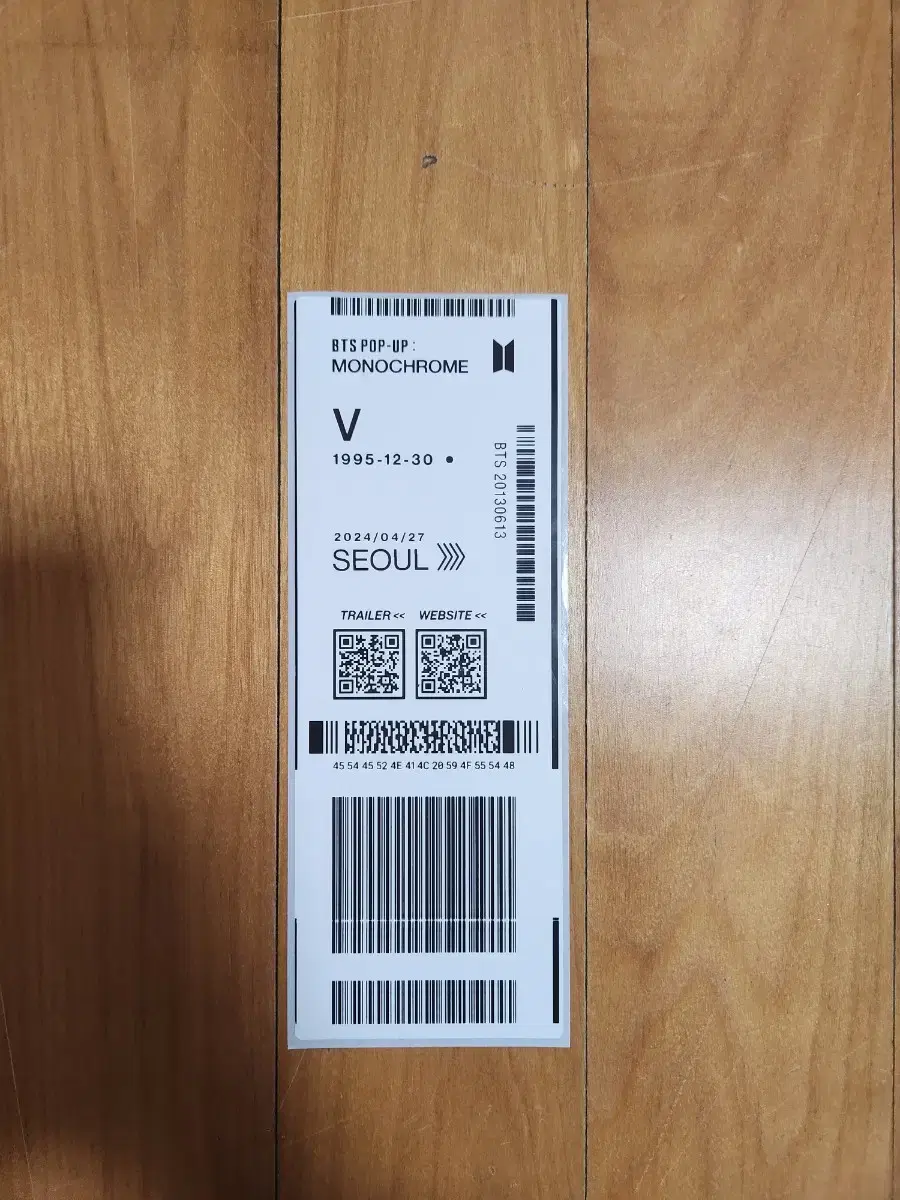 BTS POP-UP :
MONOCHROME
V
1995-12-30 •
BTS 20130613
2024/04/27
SEOUL
TRAILER << WEBSITE <<
MONOCHROME
45 54 45 52 4E 41 4C 20 59 4F 55 54 48